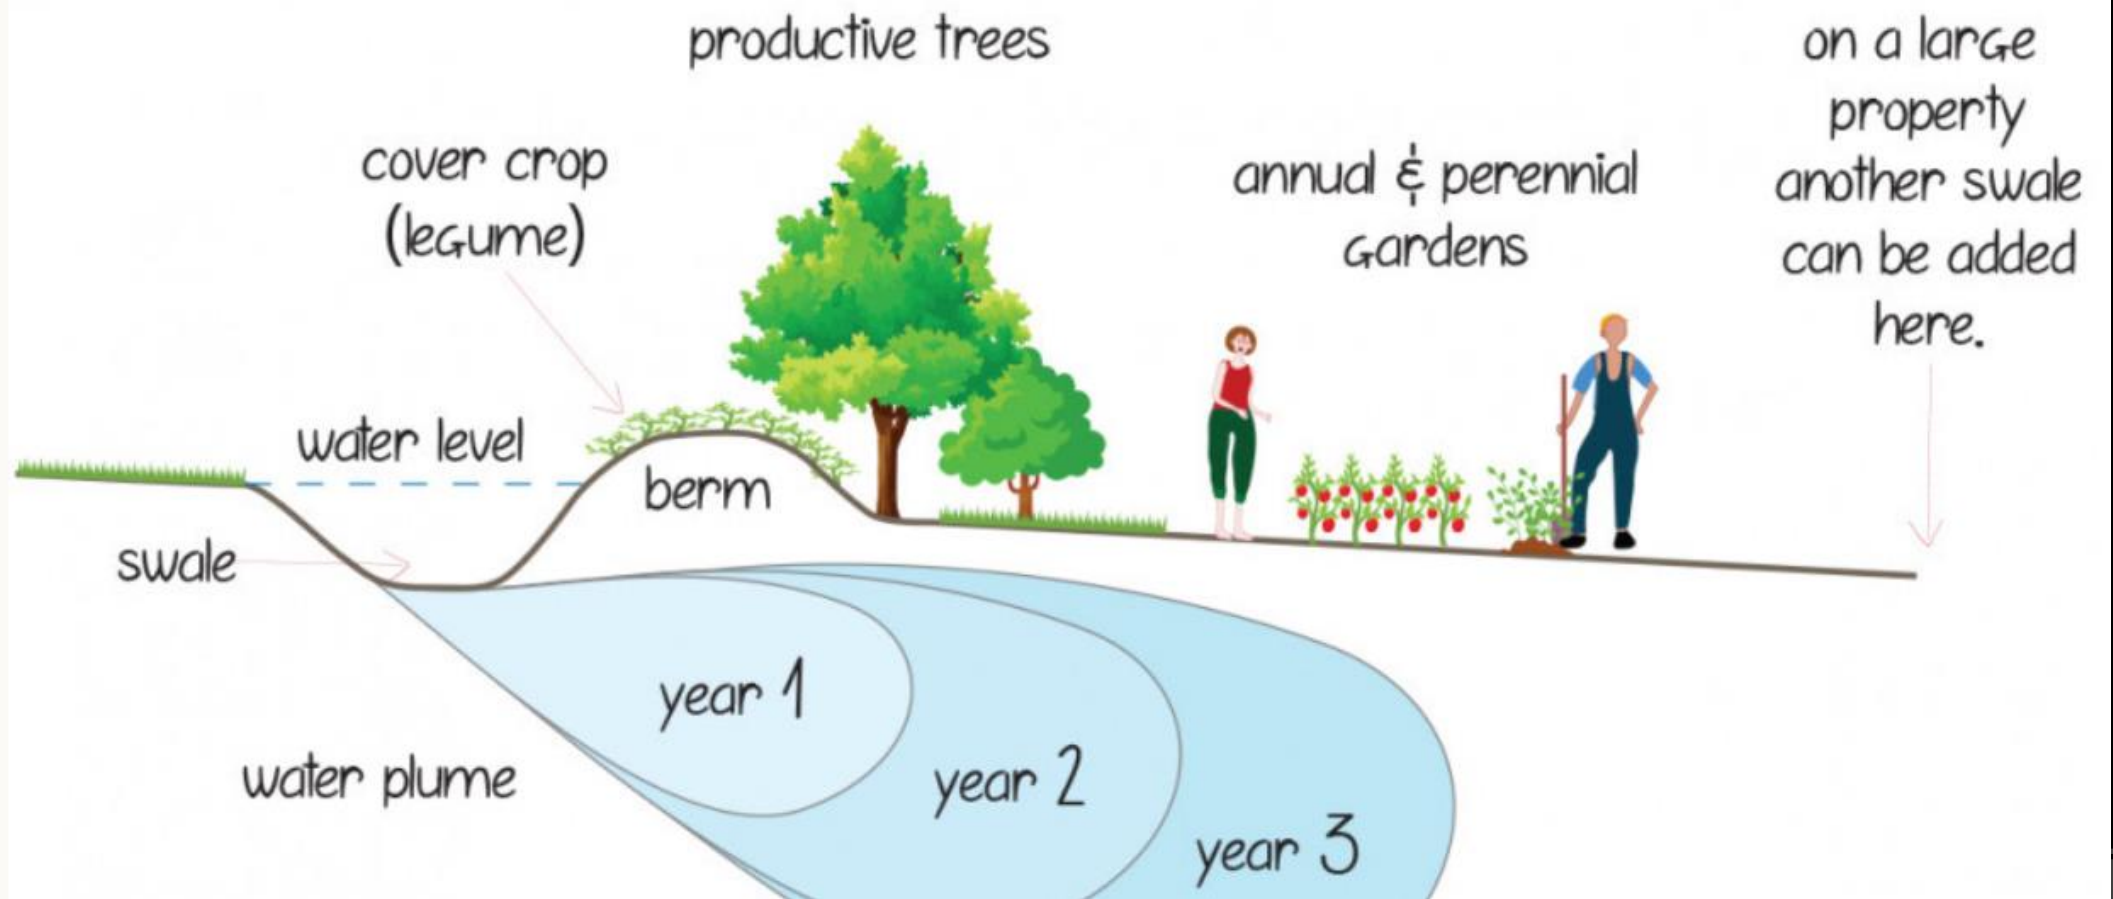 productive trees
on a large
property
another swale
can be added
here.
cover crop
(legume)
annual & perennial
gardens
water level
berm
swale
year 1
water plume
year 2
year 3